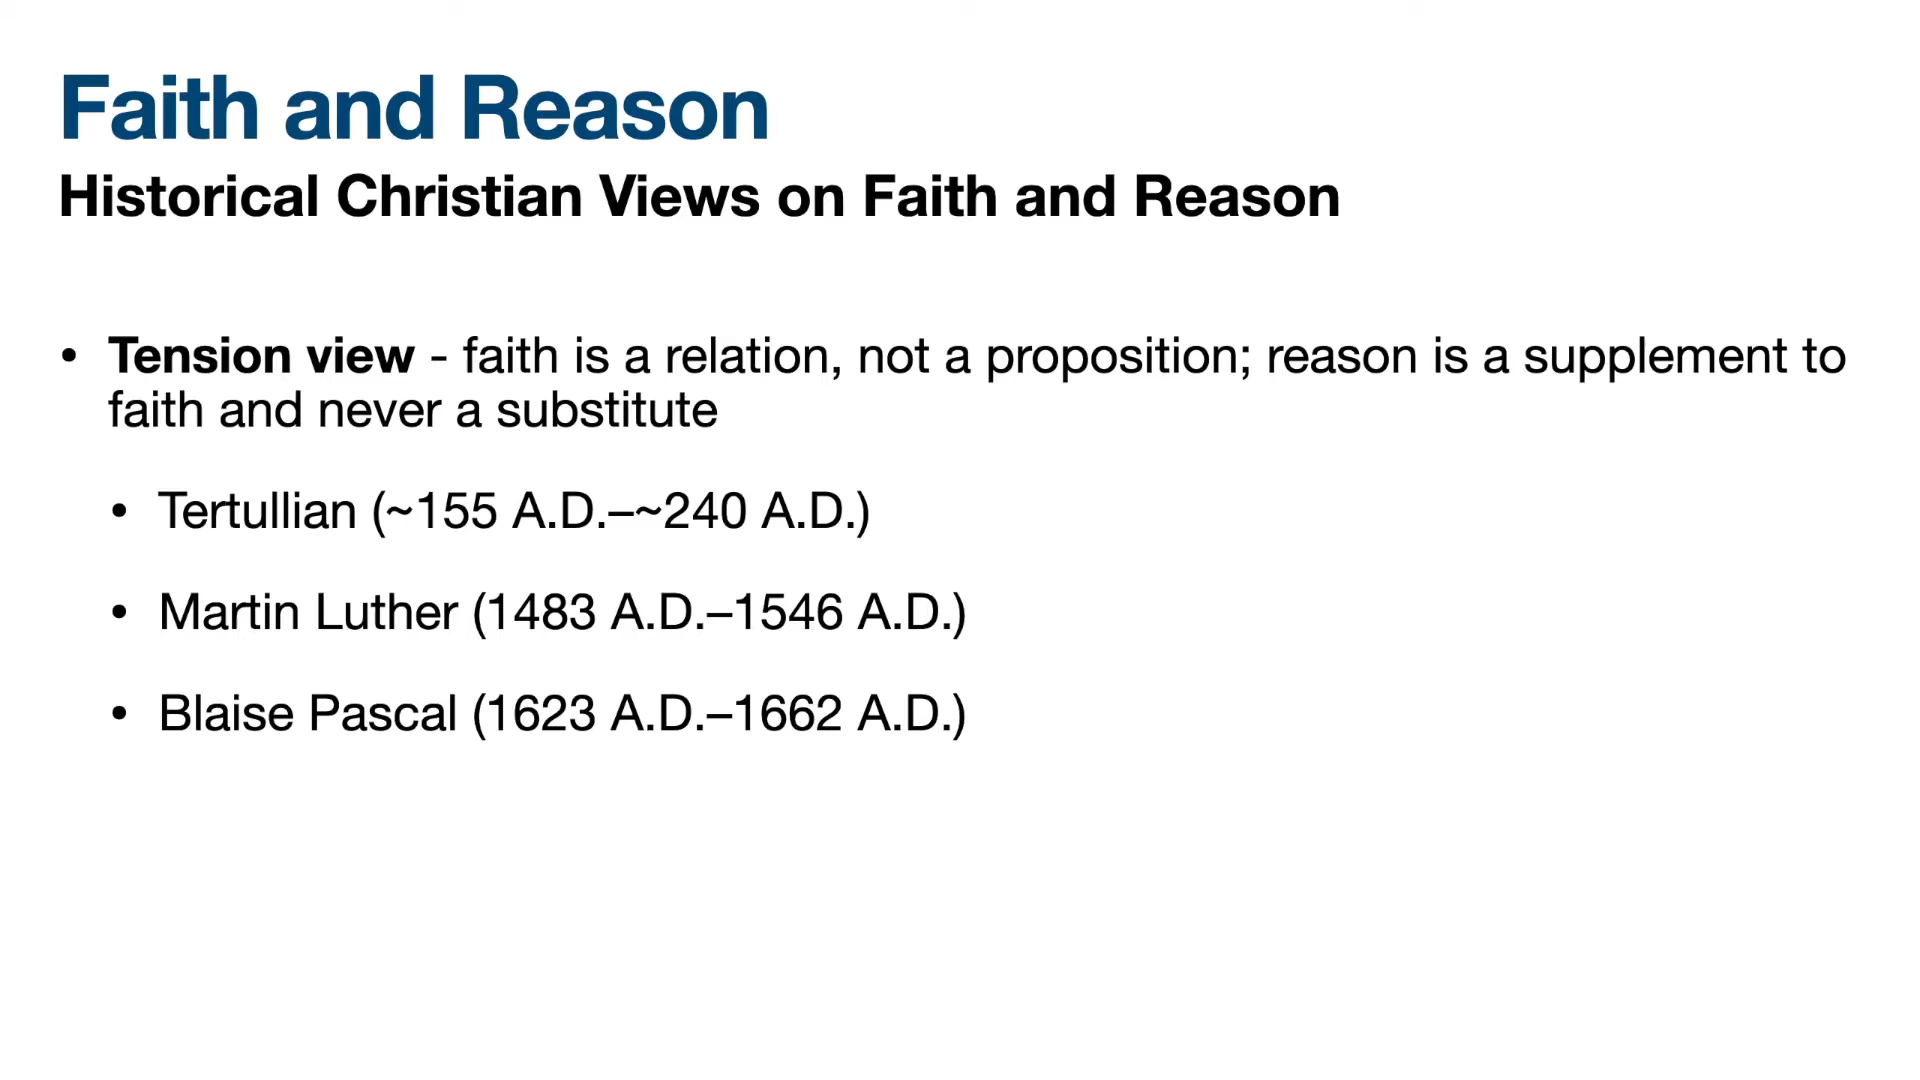 Faith and Reason
Historical Christian Views on Faith and Reason
• Tension view - faith is a relation, not a proposition; reason is a supplement to
faith and never a substitute
• Tertullian (~155 A.D.–~240 A.D.)
• Martin Luther (1483 A.D.–1546 A.D.)
• Blaise Pascal (1623 A.D.–1662 A.D.)